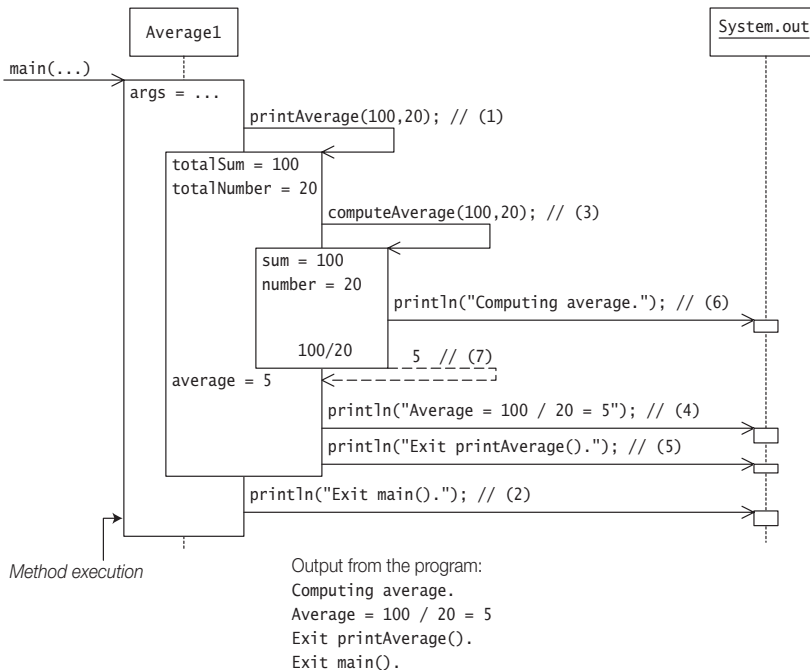 Average1
System.out
main(...)
args = ...
printAverage(100,20); // (1)
totalSum = 100
totalNumber = 20
computeAverage(100,20); // (3)
sum = 100
number = 20
println("Computing average."); // (6)
100/20
5 // (7)
average = 5
println("Average = 100 / 20 = 5"); // (4)
println("Exit printAverage()."); // (5)
println("Exit main()."); // (2)
Method execution
Output from the program:
Computing average.
Average = 100 / 20 = 5
Exit printAverage().
Exit main().